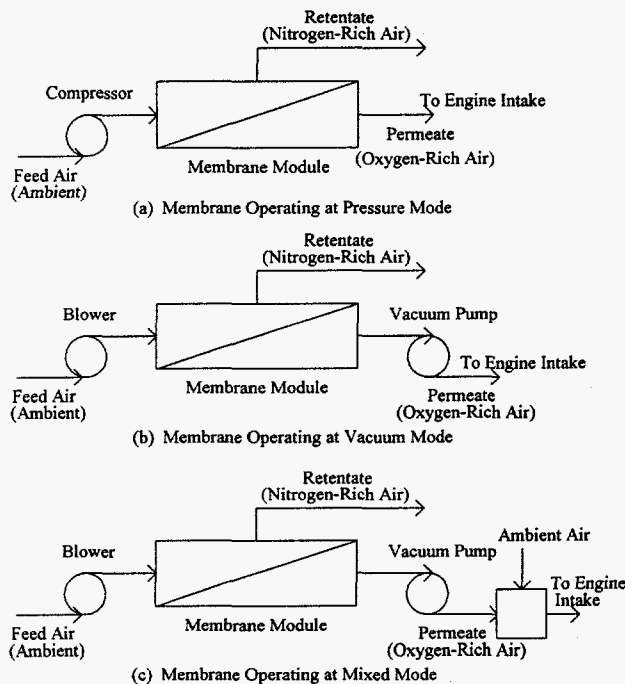 Retentate
(Nitrogen-Rich Air)
Compressor
To Engine Intake
Permeate
(Oxygen-Rich Air)
Membrane Module
Feed Air
(Ambient)
(a) Membrane Operating at Pressure Mode
Retentate
(Nitrogen-Rich Air)
Blower
Vacuum Pump
To Engine Intake
Membrane Module
Permeate
(Oxygen-Rich Air)
Feed Air
(Ambient)
(b) Membrane Operating at Vacuum Mode
Retentate
(Nitrogen-Rich Air)
Ambient Air
Blower
Vacuum Pump
To Engine
Intake
Membrane Module
Permeate
(Oxygen-Rich Air)
Feed Air
(Ambient)
(c) Membrane Operating at Mixed Mode